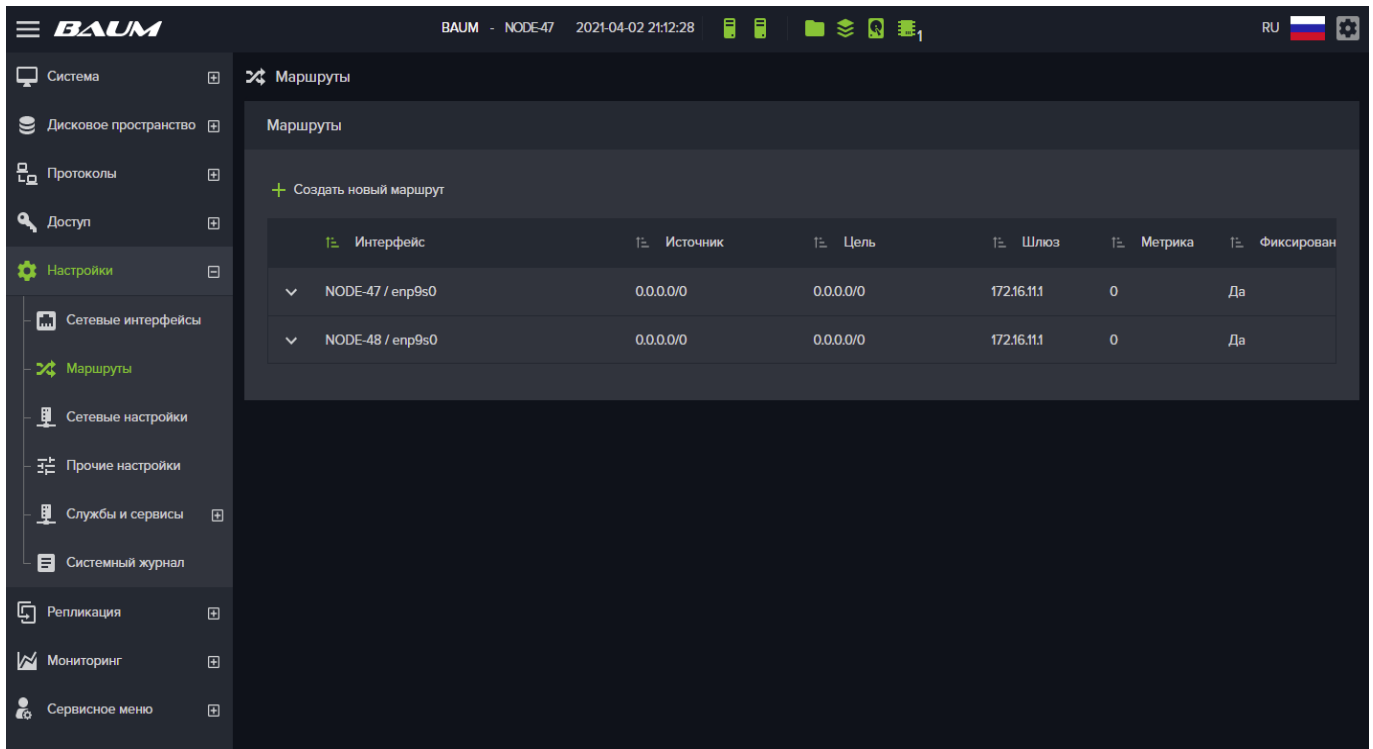 BAUM
BAUM - NODE-47 2021-04-02 21:12:28 1 RU
Система
Дисковое пространство
Протоколы
Доступ
Настройки
Сетевые интерфейсы
Маршруты
Сетевые настройки
Прочие настройки
Службы и сервисы
Системный журнал
Репликация
Мониторинг
Сервисное меню
Маршруты
Маршруты
Создать новый маршрут
Интерфейс Источник Цель Шлюз Метрика Фиксирован
NODE-47 / enp9s0 0.0.0.0/0 0.0.0.0/0 172.16.11.1 0 Да
NODE-48 / enp9s0 0.0.0.0/0 0.0.0.0/0 172.16.11.1 0 Да